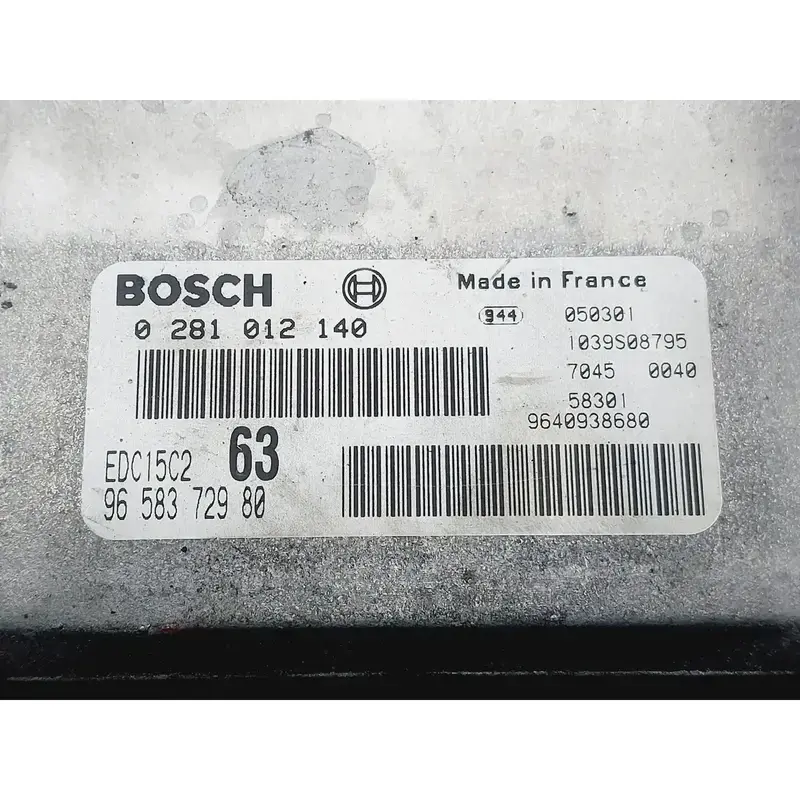 BOSCH
Made in France
0 281 012 140
944 050301
1039S08795
7045 0040
58301
9640938680
EDC15C2 63
96 583 729 80